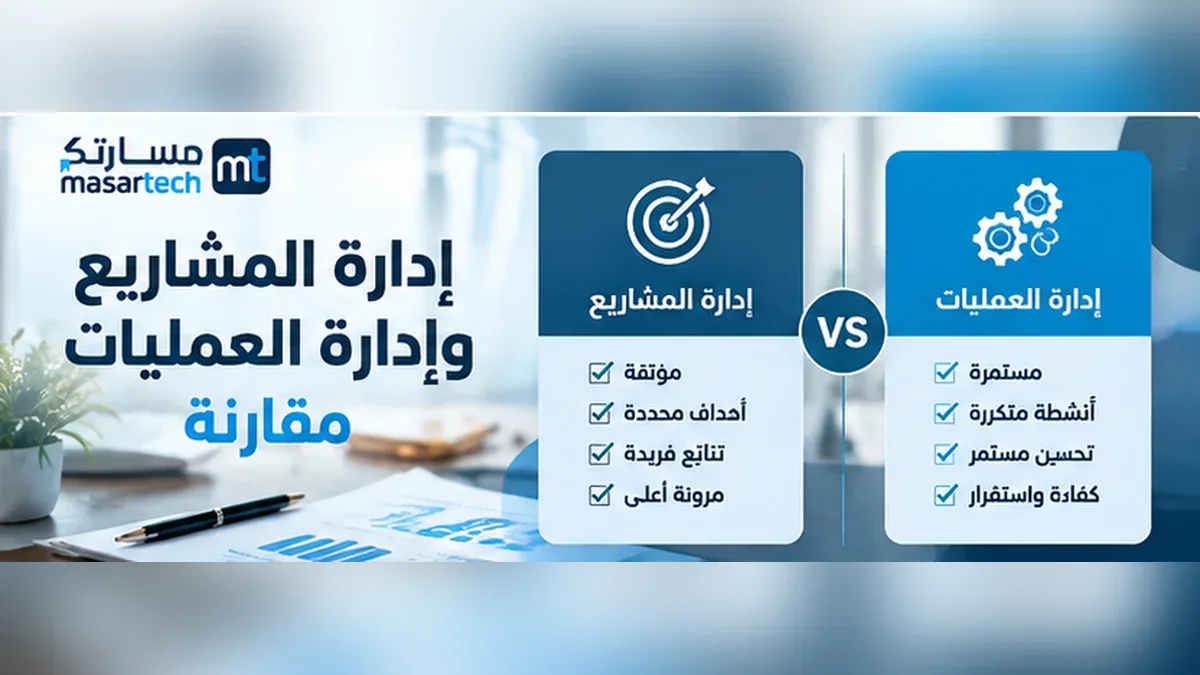 مسارتك
masartech
mt
إدارة المشاريع
وإدارة العمليات
مقارنة
إدارة المشاريع
مؤتقة
أهداف محددة
نتائج فريدة
مرونة أعلى
VS
إدارة العمليات
مستمرة
أنشطة متكررة
تحسين مستمر
كفاءة واستقرار